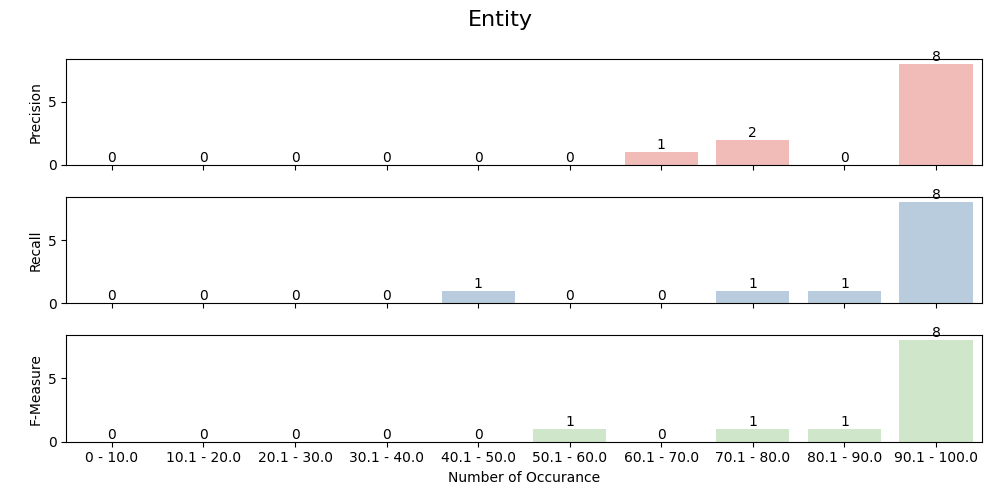 Entity
Precision
5
0
0 0 0 0 0 0 1 2 0 8
Recall
5
0
0 0 0 0 1 0 0 1 1 8
F-Measure
5
0
0 0 0 0 0 1 0 1 1 8
0 - 10.0 10.1 - 20.0 20.1 - 30.0 30.1 - 40.0 40.1 - 50.0 50.1 - 60.0 60.1 - 70.0 70.1 - 80.0 80.1 - 90.0 90.1 - 100.0
Number of Occurance